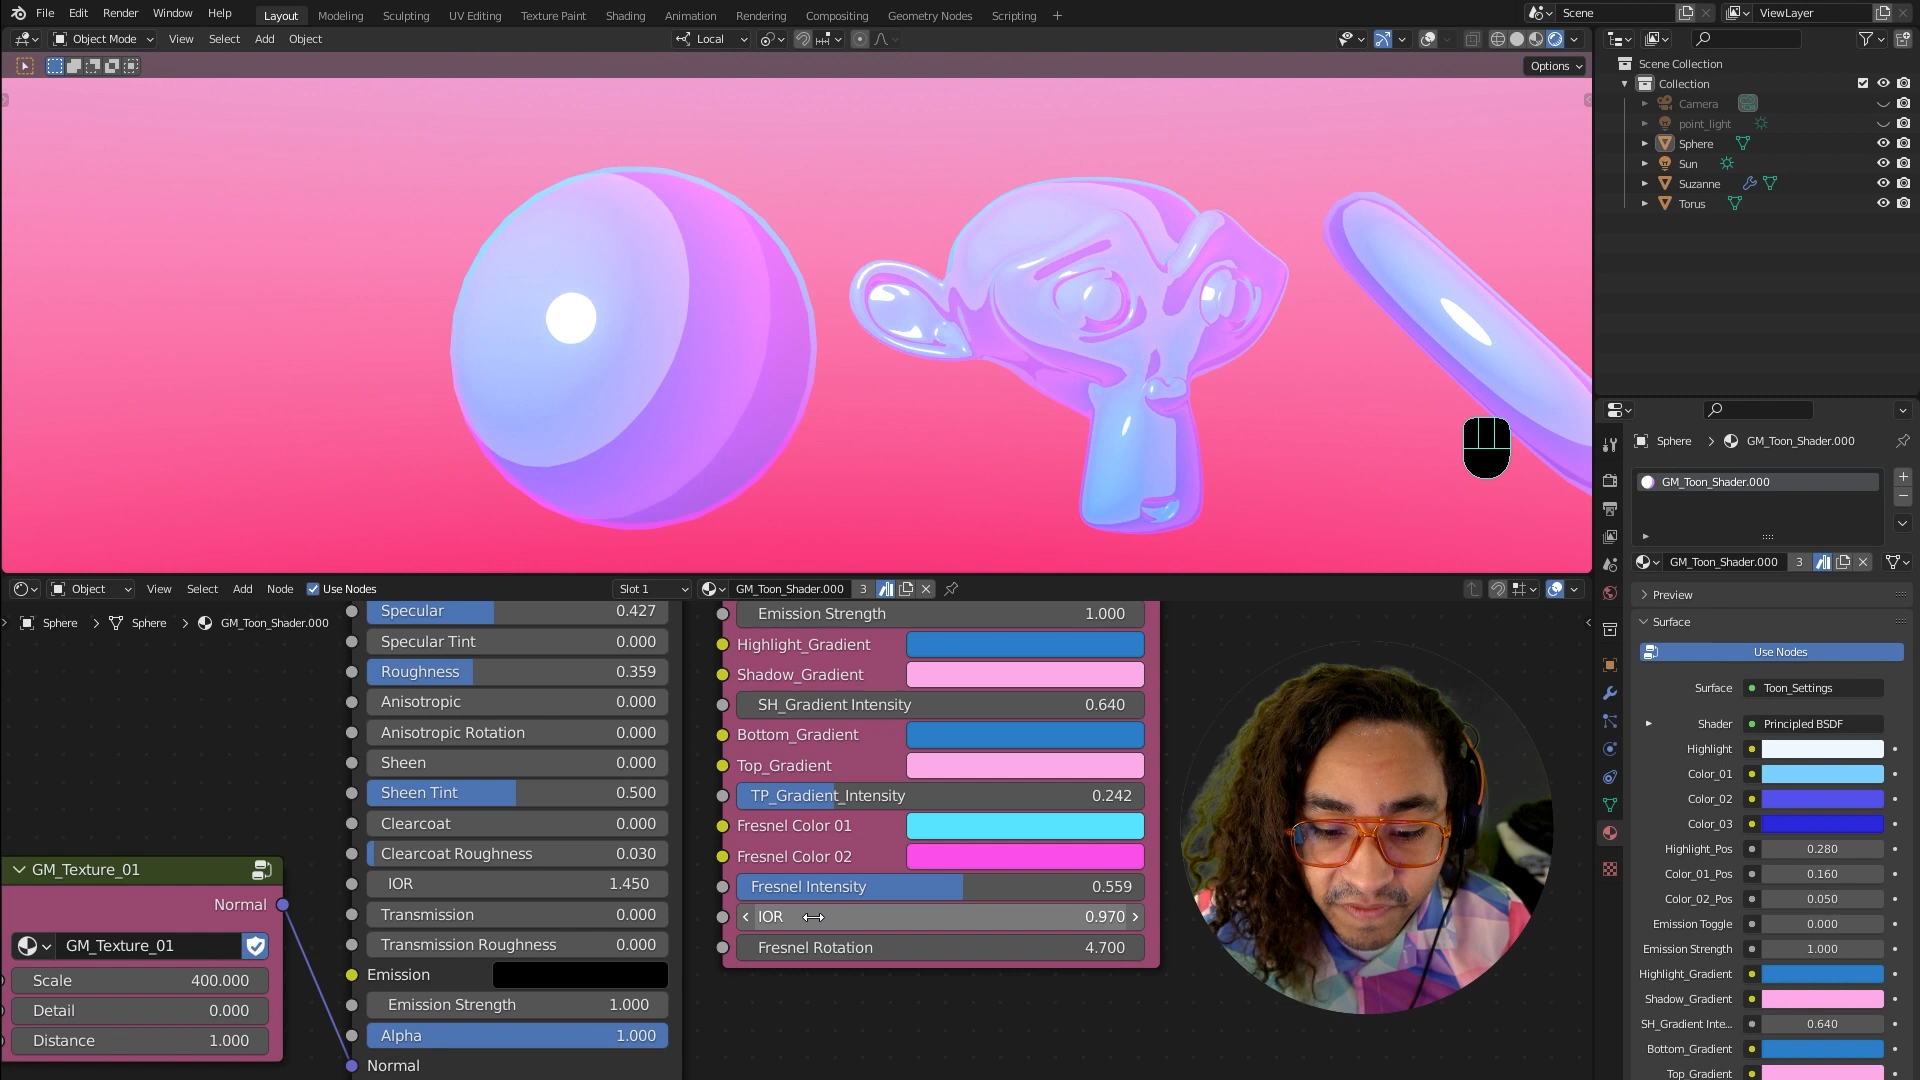 File Edit Render Window Help Layout Modeling Sculpting UV Editing Texture Paint Shading Animation Rendering Compositing Geometry Nodes Scripting + Scene ViewLayer
Object Mode View Select Add Object Local
Options
Scene Collection
Collection
Camera
point_light
Sphere
Sun
Suzanne
Torus
Sphere > GM_Toon_Shader.000
GM_Toon_Shader.000
GM_Toon_Shader.000 3
Preview
Surface
Use Nodes
Surface Toon_Settings
Shader Principled BSDF
Highlight
Color_01
Color_02
Color_03
Highlight_Pos 0.280
Color_01_Pos 0.160
Color_02_Pos 0.050
Emission Toggle 0.000
Emission Strength 1.000
Highlight_Gradient
Shadow_Gradient
SH_Gradient Inte... 0.640
Bottom_Gradient
Top_Gradient
Object View Select Add Node Use Nodes Slot 1 GM_Toon_Shader.000 3
Sphere > Sphere > GM_Toon_Shader.000
Specular 0.427
Specular Tint 0.000
Roughness 0.359
Anisotropic 0.000
Anisotropic Rotation 0.000
Sheen 0.000
Sheen Tint 0.500
Clearcoat 0.000
Clearcoat Roughness 0.030
IOR 1.450
Transmission 0.000
Transmission Roughness 0.000
Emission
Emission Strength 1.000
Alpha 1.000
Normal
GM_Texture_01
Normal
GM_Texture_01
Scale 400.000
Detail 0.000
Distance 1.000
Emission Strength 1.000
Highlight_Gradient
Shadow_Gradient
SH_Gradient Intensity 0.640
Bottom_Gradient
Top_Gradient
TP_Gradient_Intensity 0.242
Fresnel Color 01
Fresnel Color 02
Fresnel Intensity 0.559
IOR 0.970
Fresnel Rotation 4.700